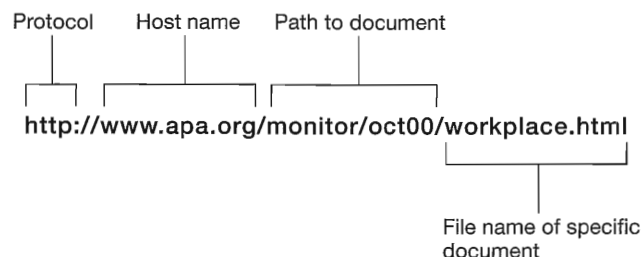 Protocol Host name Path to document
http://www.apa.org/monitor/oct00/workplace.html
File name of specific
document